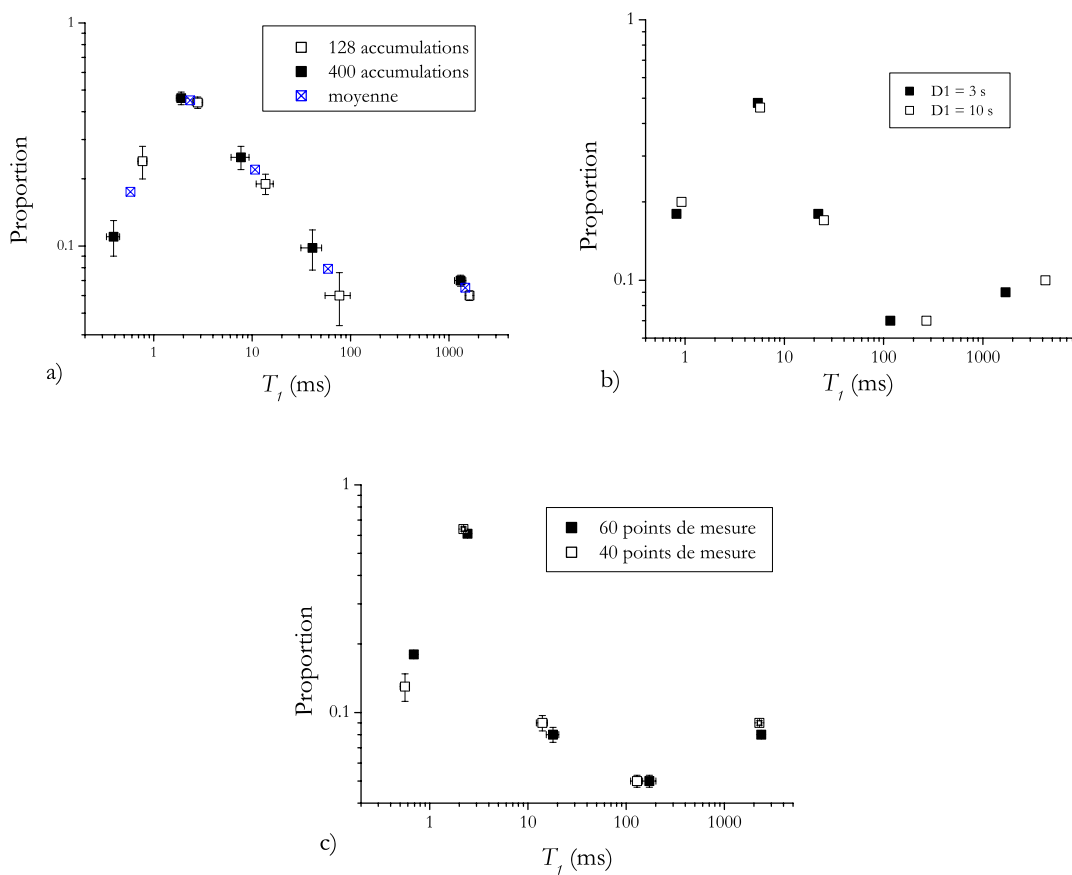 1
0.1
Proportion
128 accumulations
400 accumulations
moyenne
1
10
100
1000
a)
T1 (ms)
1
0.1
Proportion
D1 = 3 s
D1 = 10 s
1
10
100
1000
b)
T1 (ms)
1
0.1
Proportion
60 points de mesure
40 points de mesure
1
10
100
1000
c)
T1 (ms)